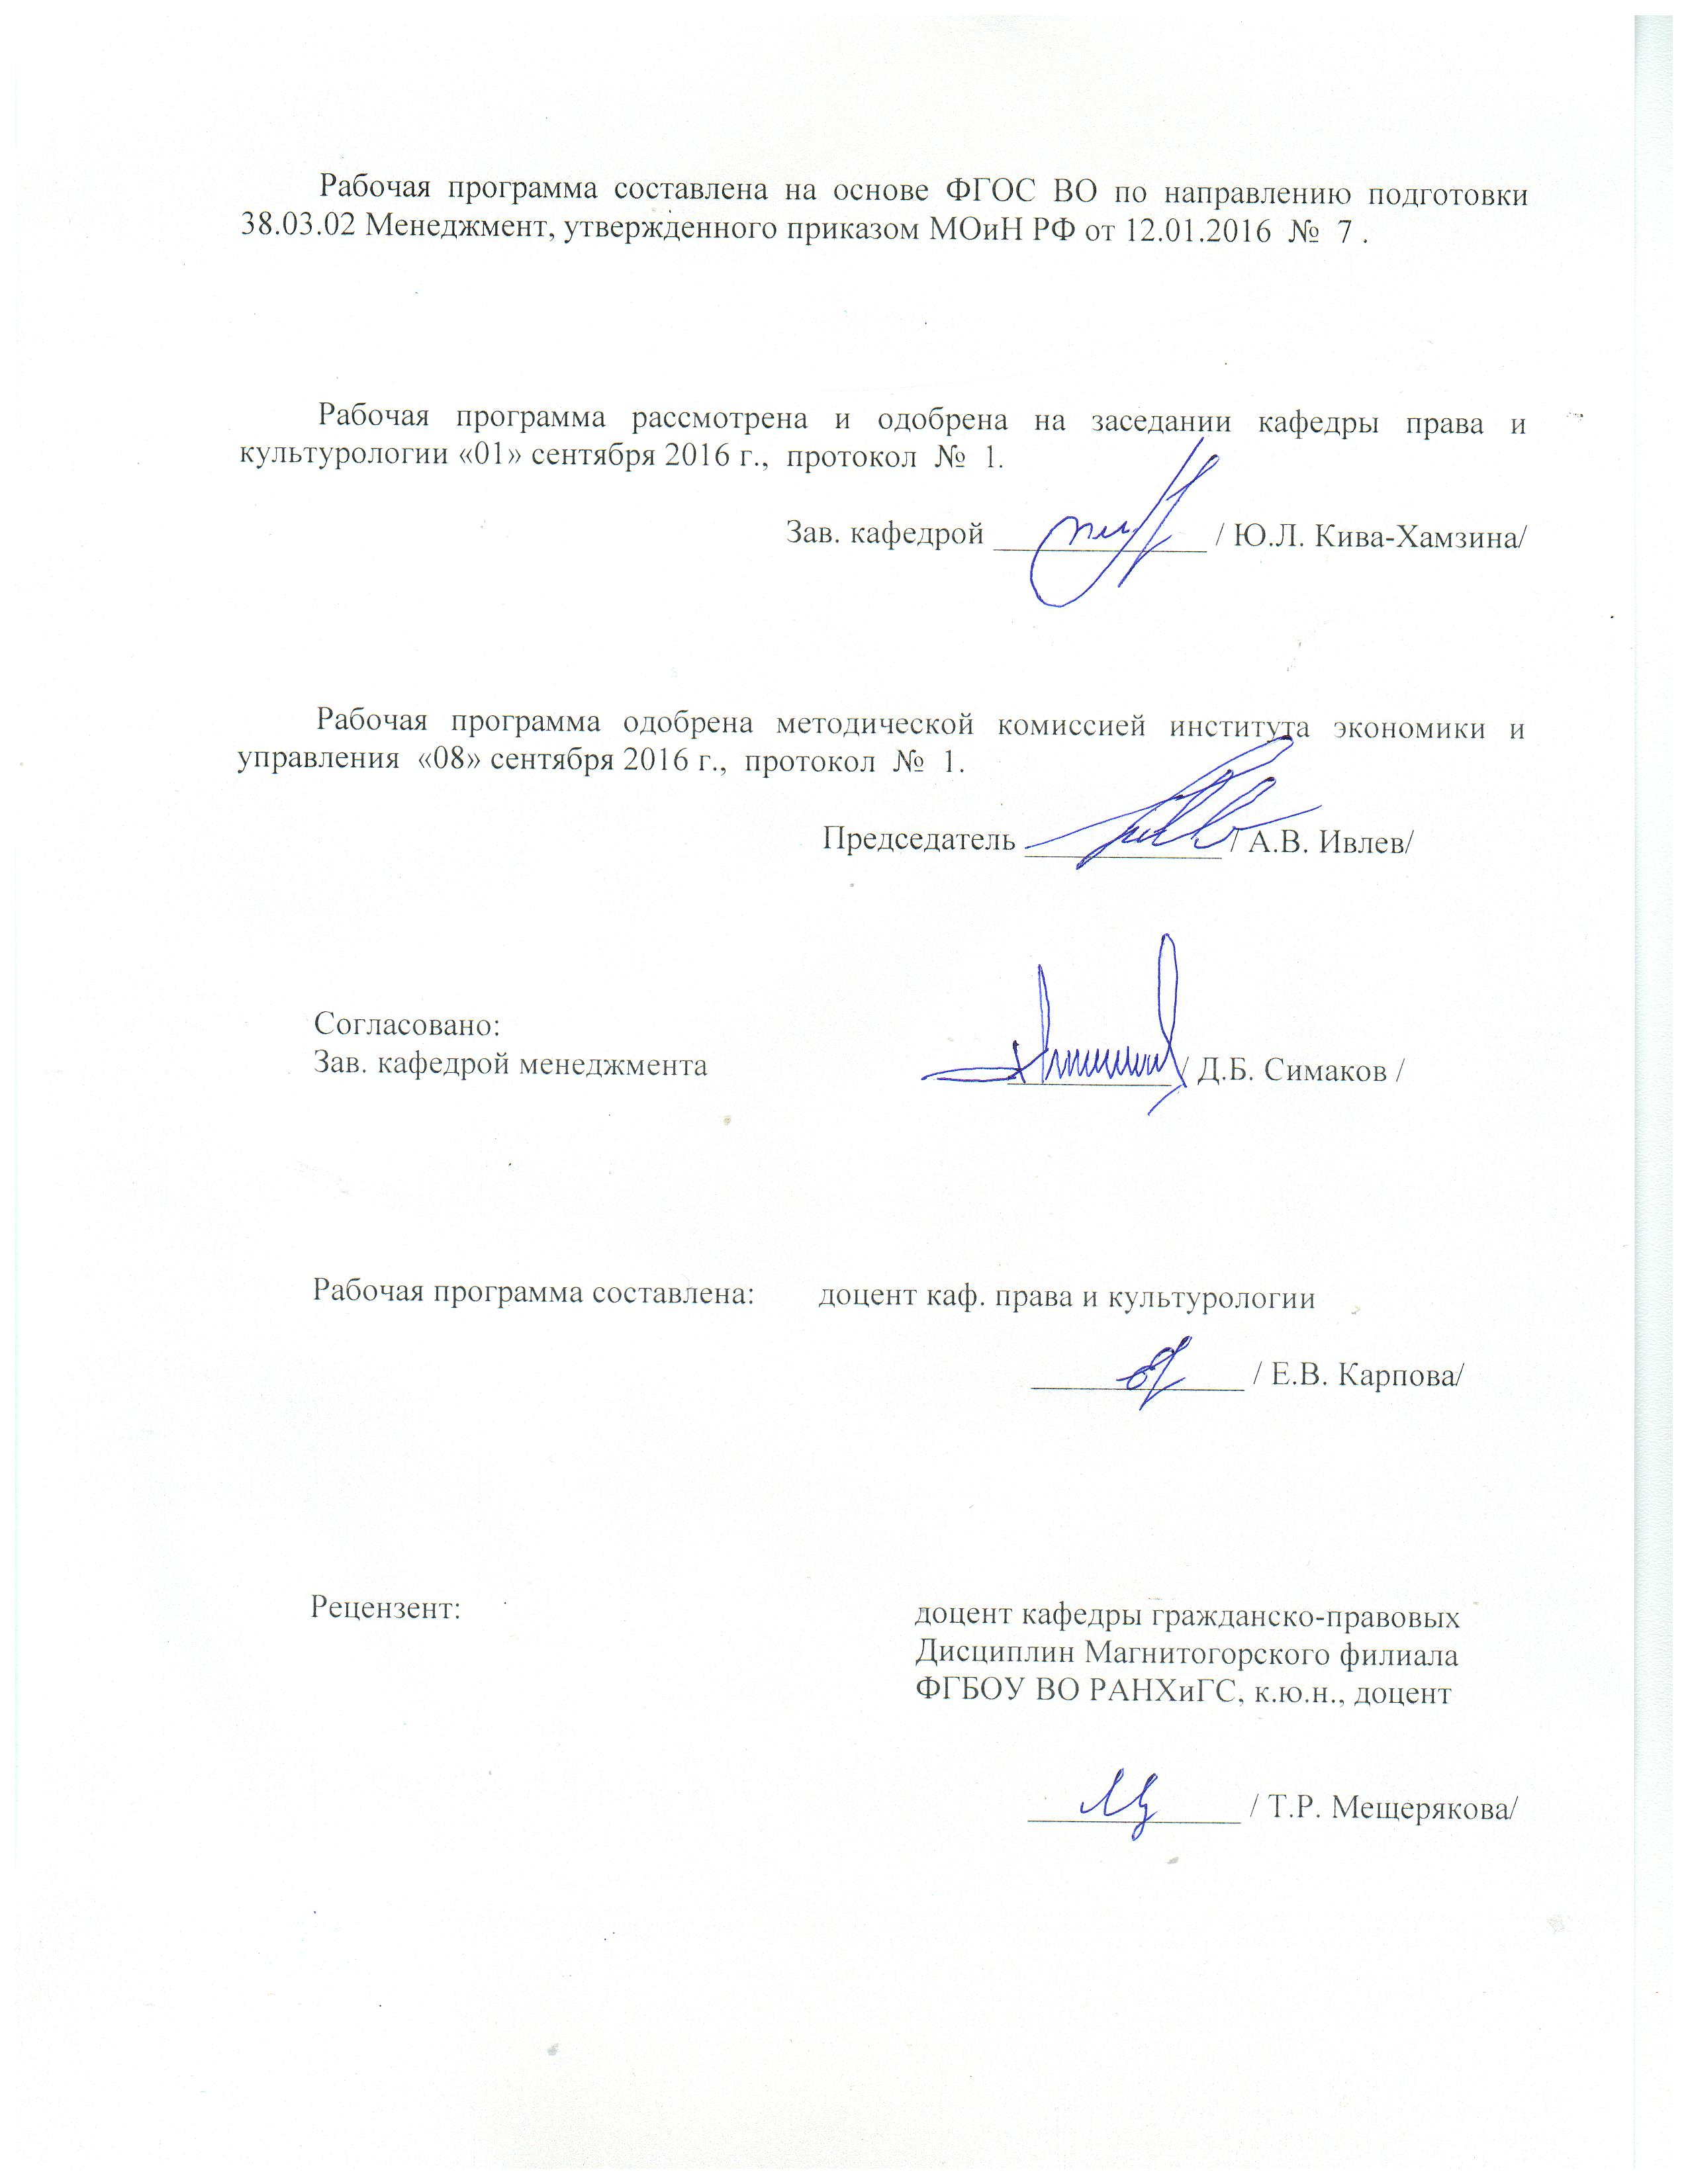 Рабочая программа составлена на основе ФГОС ВО по направлению подготовки
38.03.02 Менеджмент, утвержденного приказом МОиН РФ от 12.01.2016 № 7 .
Рабочая программа рассмотрена и одобрена на заседании кафедры права и
культурологии «01» сентября 2016 г., протокол № 1.
Зав. кафедрой ______________ / Ю.Л. Кива-Хамзина/
Рабочая программа одобрена методической комиссией института экономики и
управления «08» сентября 2016 г., протокол № 1.
Председатель _____________ / А.В. Ивлев/
Согласовано:
Зав. кафедрой менеджмента ___________ / Д.Б. Симаков /
Рабочая программа составлена: доцент каф. права и культурологии
______________ / Е.В. Карпова/
Рецензент: доцент кафедры гражданско-правовых
Дисциплин Магнитогорского филиала
ФГБОУ ВО РАНХиГС, к.ю.н., доцент
______________ / Т.Р. Мещерякова/